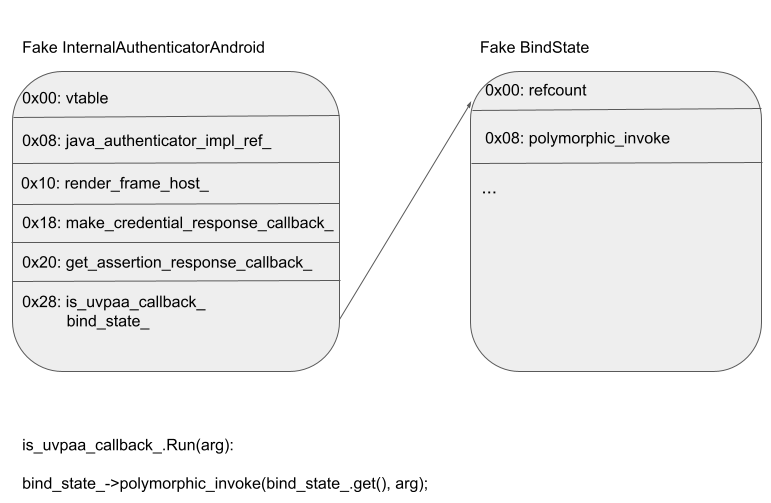 Fake InternalAuthenticatorAndroid
0x00: vtable
0x08: java_authenticator_impl_ref_
0x10: render_frame_host_
0x18: make_credential_response_callback_
0x20: get_assertion_response_callback_
0x28: is_uvpaa_callback_
bind_state_
Fake BindState
0x00: refcount
0x08: polymorphic_invoke
...
is_uvpaa_callback_.Run(arg):
bind_state_->polymorphic_invoke(bind_state_.get(), arg);